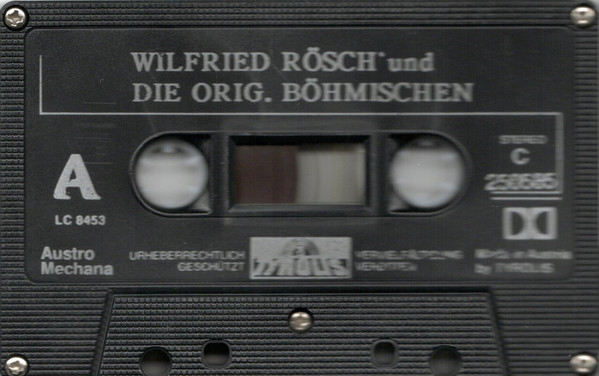 WILFRIED RÖSCH und
DIE ORIG. BÖHMISCHEN
A
STEREO
C
250585
LC 8453
Austro
Mechana
URHEBERRECHTLICH
GESCHÜTZT
TYROLIS
VERVIELFÄLTIGUNG
VERBOTEN
Made in Austria
by TYROLIS